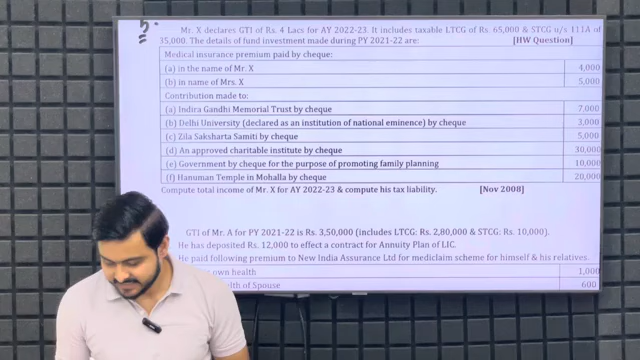 5.
Mr. X declares GTI of Rs. 4 Lacs for AY 2022-23. It includes taxable LTCG of Rs. 65,000 & STCG u/s 111A of
35,000. The details of fund investment made during PY 2021-22 are: [HW Question]
Medical insurance premium paid by cheque:
(a) in the name of Mr. X 4,000
(b) in name of Mrs. X 5,000
Contribution made to:
(a) Indira Gandhi Memorial Trust by cheque 7,000
(b) Delhi University (declared as an institution of national eminence) by cheque 3,000
(c) Zila Saksharta Samiti by cheque 5,000
(d) An approved charitable institute by cheque 30,000
(e) Government by cheque for the purpose of promoting family planning 10,000
(f) Hanuman Temple in Mohalla by cheque 20,000
Compute total income of Mr. X for AY 2022-23 & compute his tax liability. [Nov 2008]
GTI of Mr. A for PY 2021-22 is Rs. 3,50,000 (includes LTCG: Rs. 2,80,000 & STCG: Rs. 10,000).
He has deposited Rs. 12,000 to effect a contract for Annuity Plan of LIC.
He paid following premium to New India Assurance Ltd for mediclaim scheme for himself & his relatives.
own health 1,000
of Spouse 600